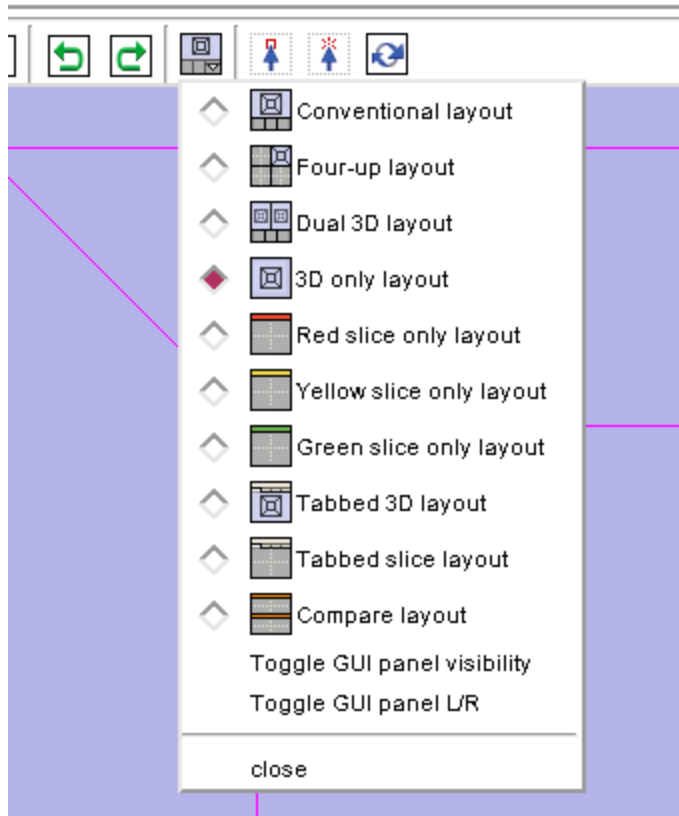 Conventional layout
Four-up layout
Dual 3D layout
3D only layout
Red slice only layout
Yellow slice only layout
Green slice only layout
Tabbed 3D layout
Tabbed slice layout
Compare layout
Toggle GUI panel visibility
Toggle GUI panel L/R
close